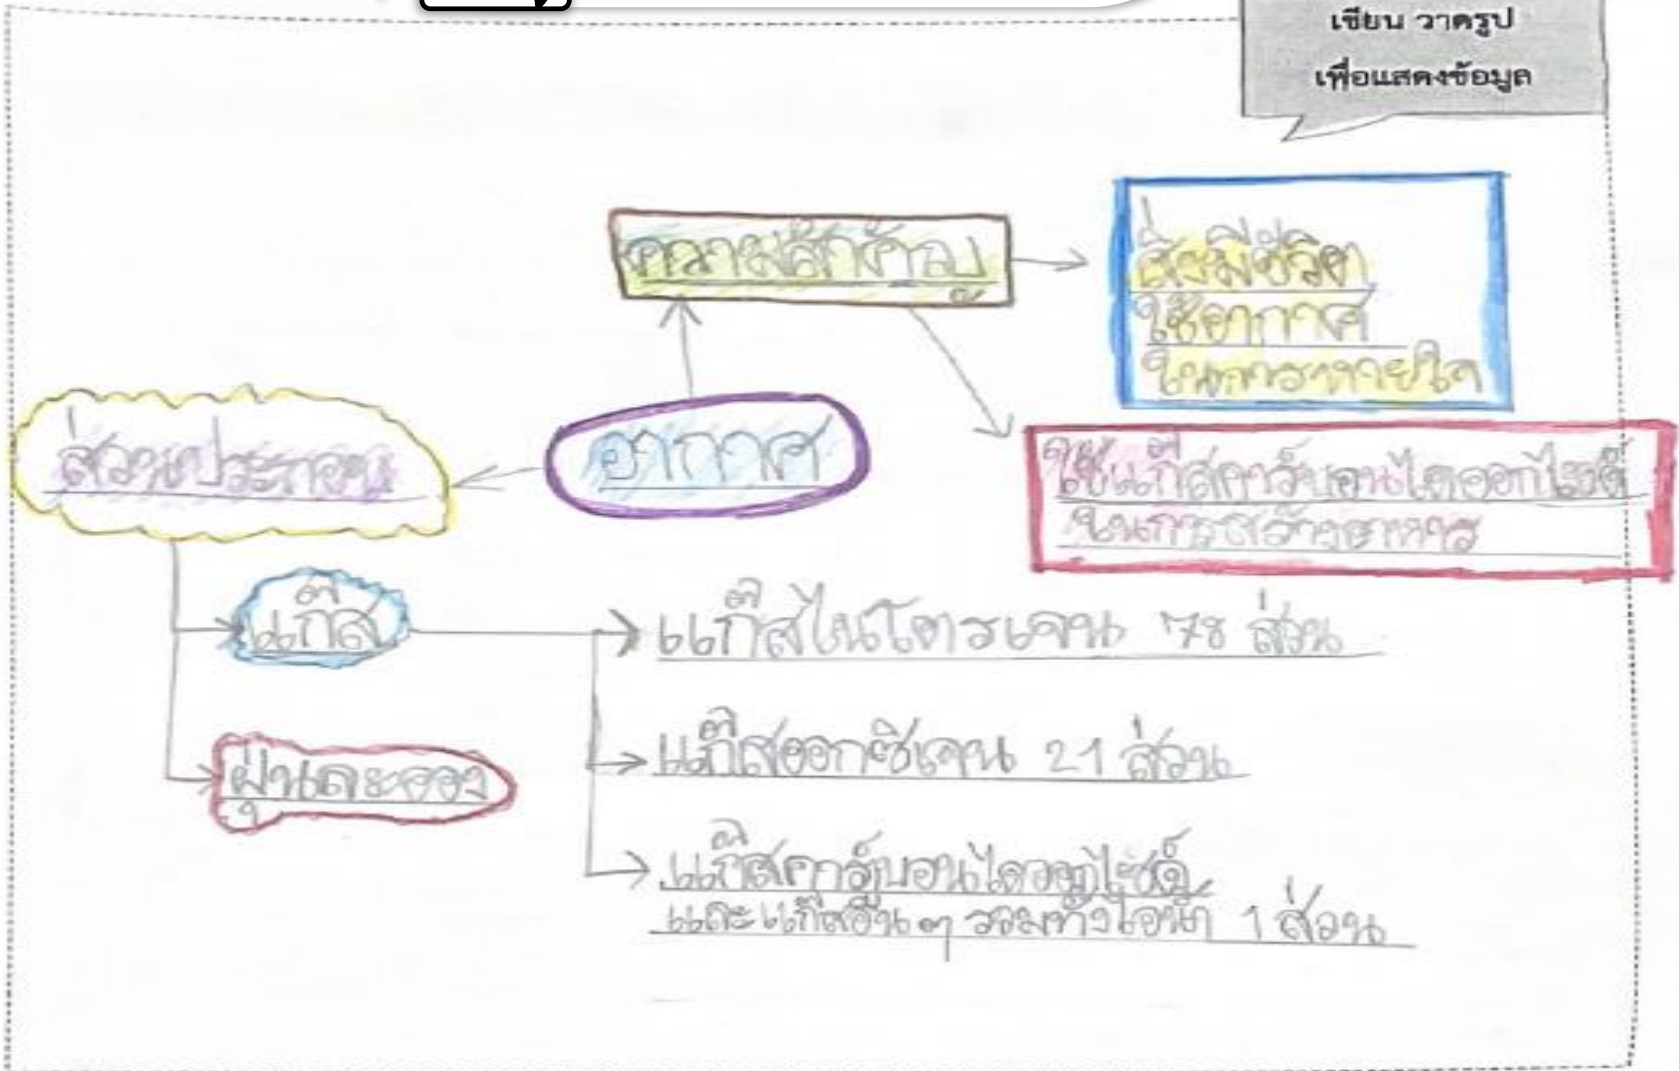 เขียน วาดรูป
เพื่อแสดงข้อมูล
ความสำคัญ
สิ่งมีชีวิต
ใช้อากาศ
ในการหายใจ
ส่วนประกอบ
อากาศ
ใช้แก๊สคาร์บอนไดออกไซด์
ในการสร้างอาหาร
แก๊ส
แก๊สไนโตรเจน 78 ส่วน
ฝุ่นละออง
แก๊สออกซิเจน 21 ส่วน
แก๊สคาร์บอนไดออกไซด์
และแก๊สอื่น ๆ รวมทั้งไอน้ำ 1 ส่วน